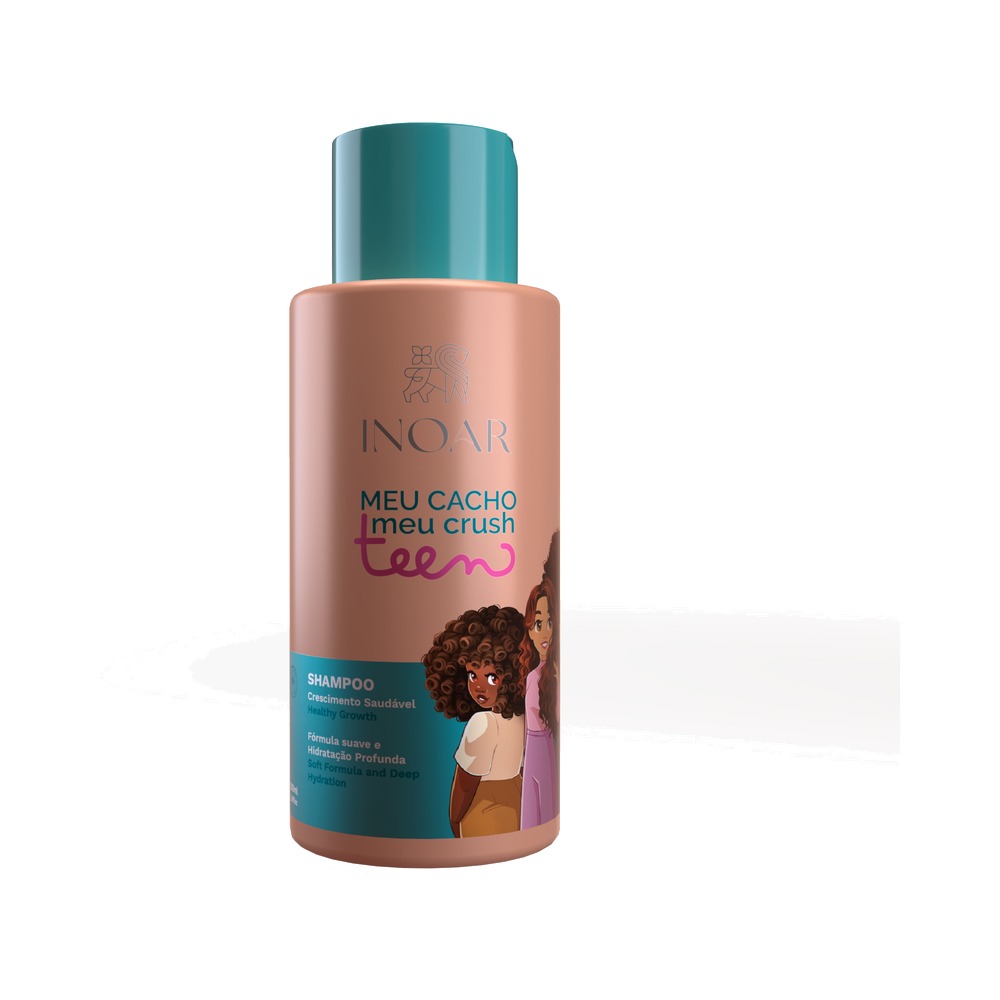 INOAR
MEU CACHO
meu crush
teen
SHAMPOO
Crescimento Saudável
Healthy Growth
Fórmula suave e
Hidratação Profunda
Soft Formula and Deep
Hydration